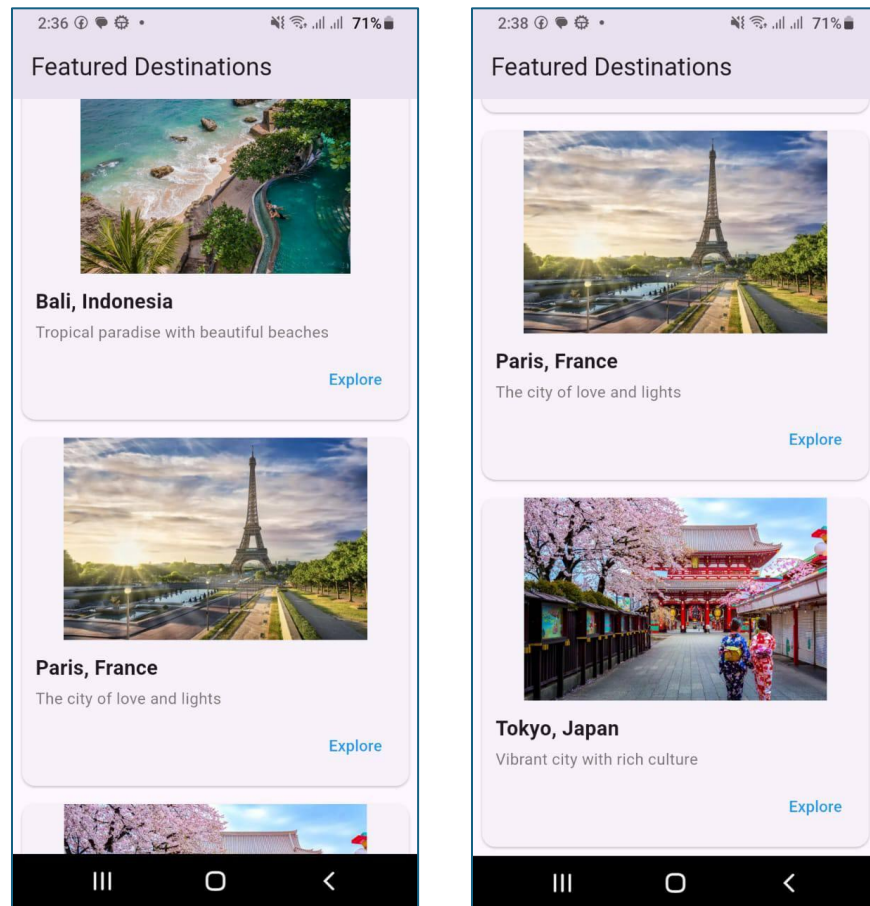 2:36 71%
Featured Destinations
Bali, Indonesia
Tropical paradise with beautiful beaches
Explore
Paris, France
The city of love and lights
Explore
2:38 71%
Featured Destinations
Paris, France
The city of love and lights
Explore
Tokyo, Japan
Vibrant city with rich culture
Explore